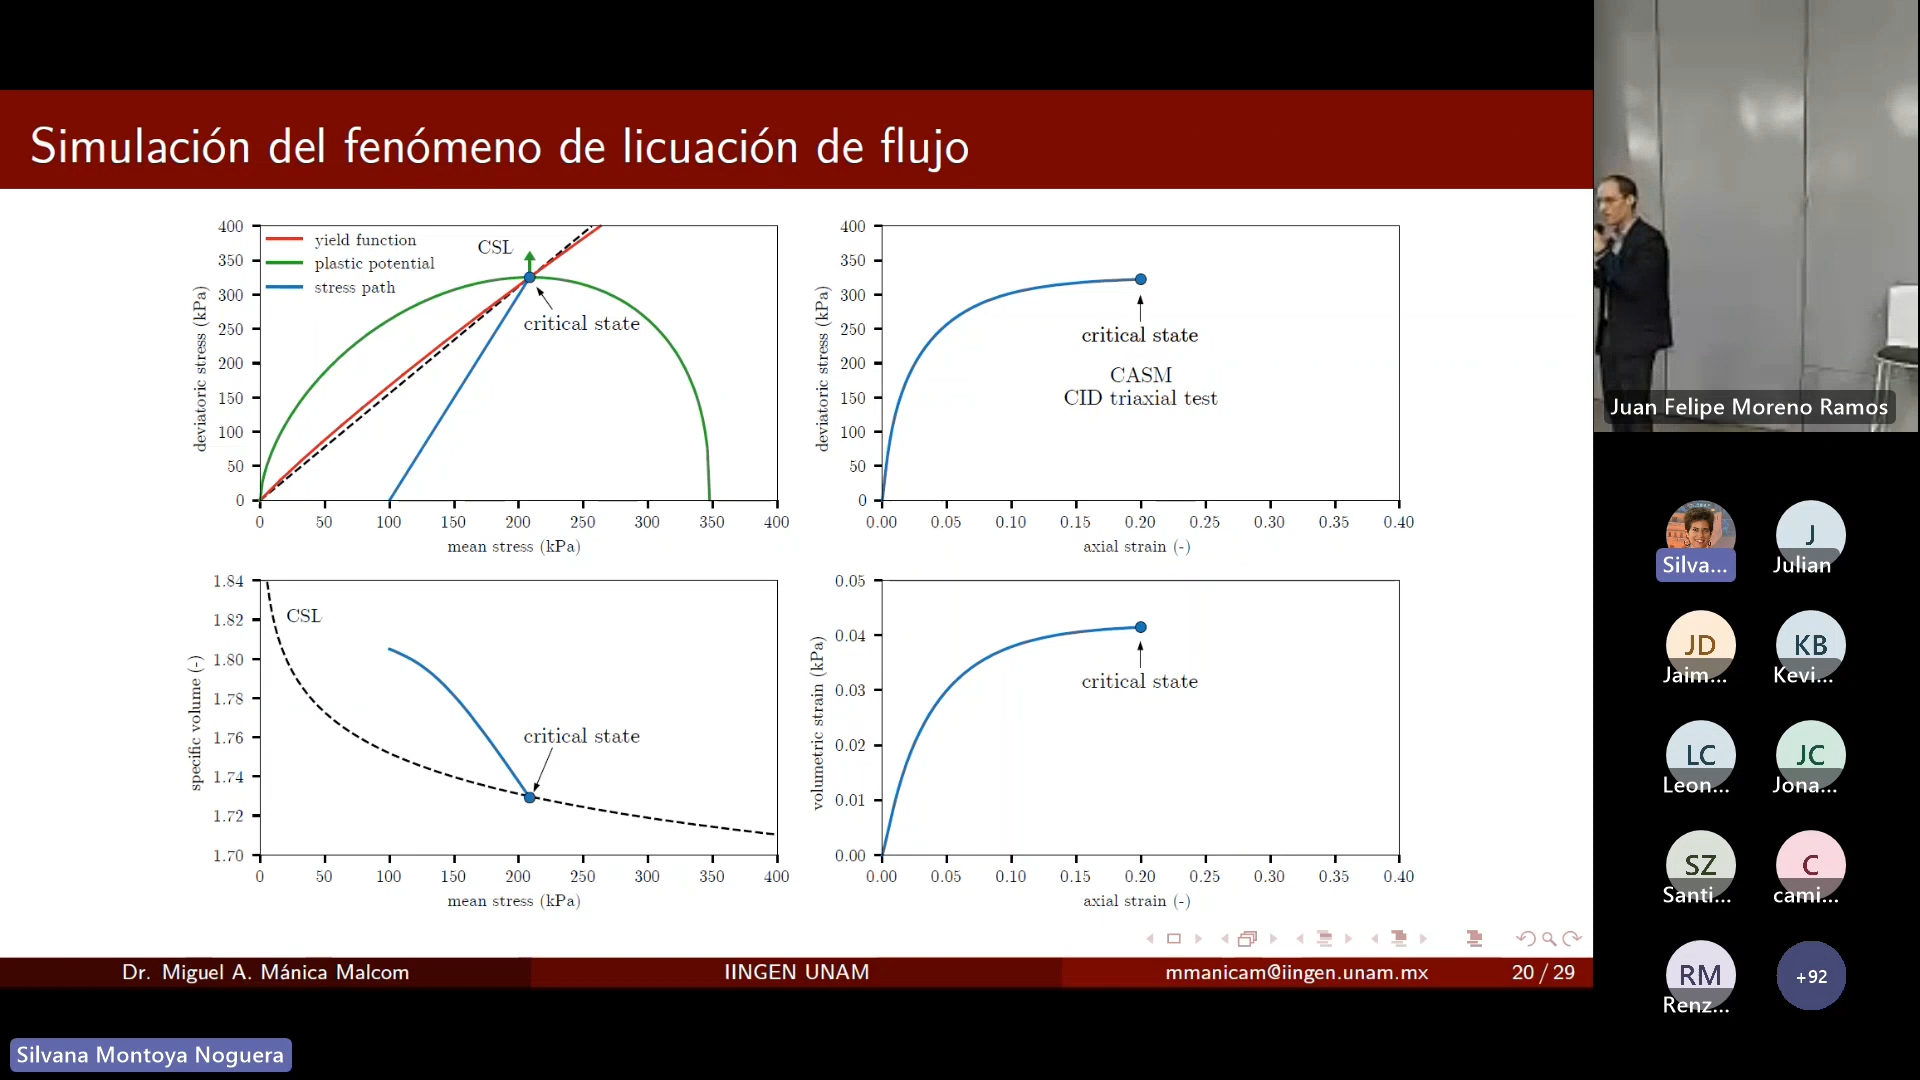 Simulación del fenómeno de licuación de flujo
400
350
300
250
200
150
100
50
0
deviatoric stress (kPa)
yield function
plastic potential
stress path
CSL
critical state
0 50 100 150 200 250 300 350 400
mean stress (kPa)
400
350
300
250
200
150
100
50
0
deviatoric stress (kPa)
critical state
CASM
CID triaxial test
0.00 0.05 0.10 0.15 0.20 0.25 0.30 0.35 0.40
axial strain (-)
1.84
1.82
1.80
1.78
1.76
1.74
1.72
1.70
specific volume (-)
CSL
critical state
0 50 100 150 200 250 300 350 400
mean stress (kPa)
0.05
0.04
0.03
0.02
0.01
0.00
volumetric strain (kPa)
critical state
0.00 0.05 0.10 0.15 0.20 0.25 0.30 0.35 0.40
axial strain (-)
Dr. Miguel A. Mánica Malcom
IINGEN UNAM
mmanicam@iingen.unam.mx
20 / 29
Juan Felipe Moreno Ramos
Silva...
J
Julian
JD
Jaim...
KB
Kevi...
LC
Leon...
JC
Jona...
SZ
Santi...
C
cami...
RM
Renz...
+92
Silvana Montoya Noguera